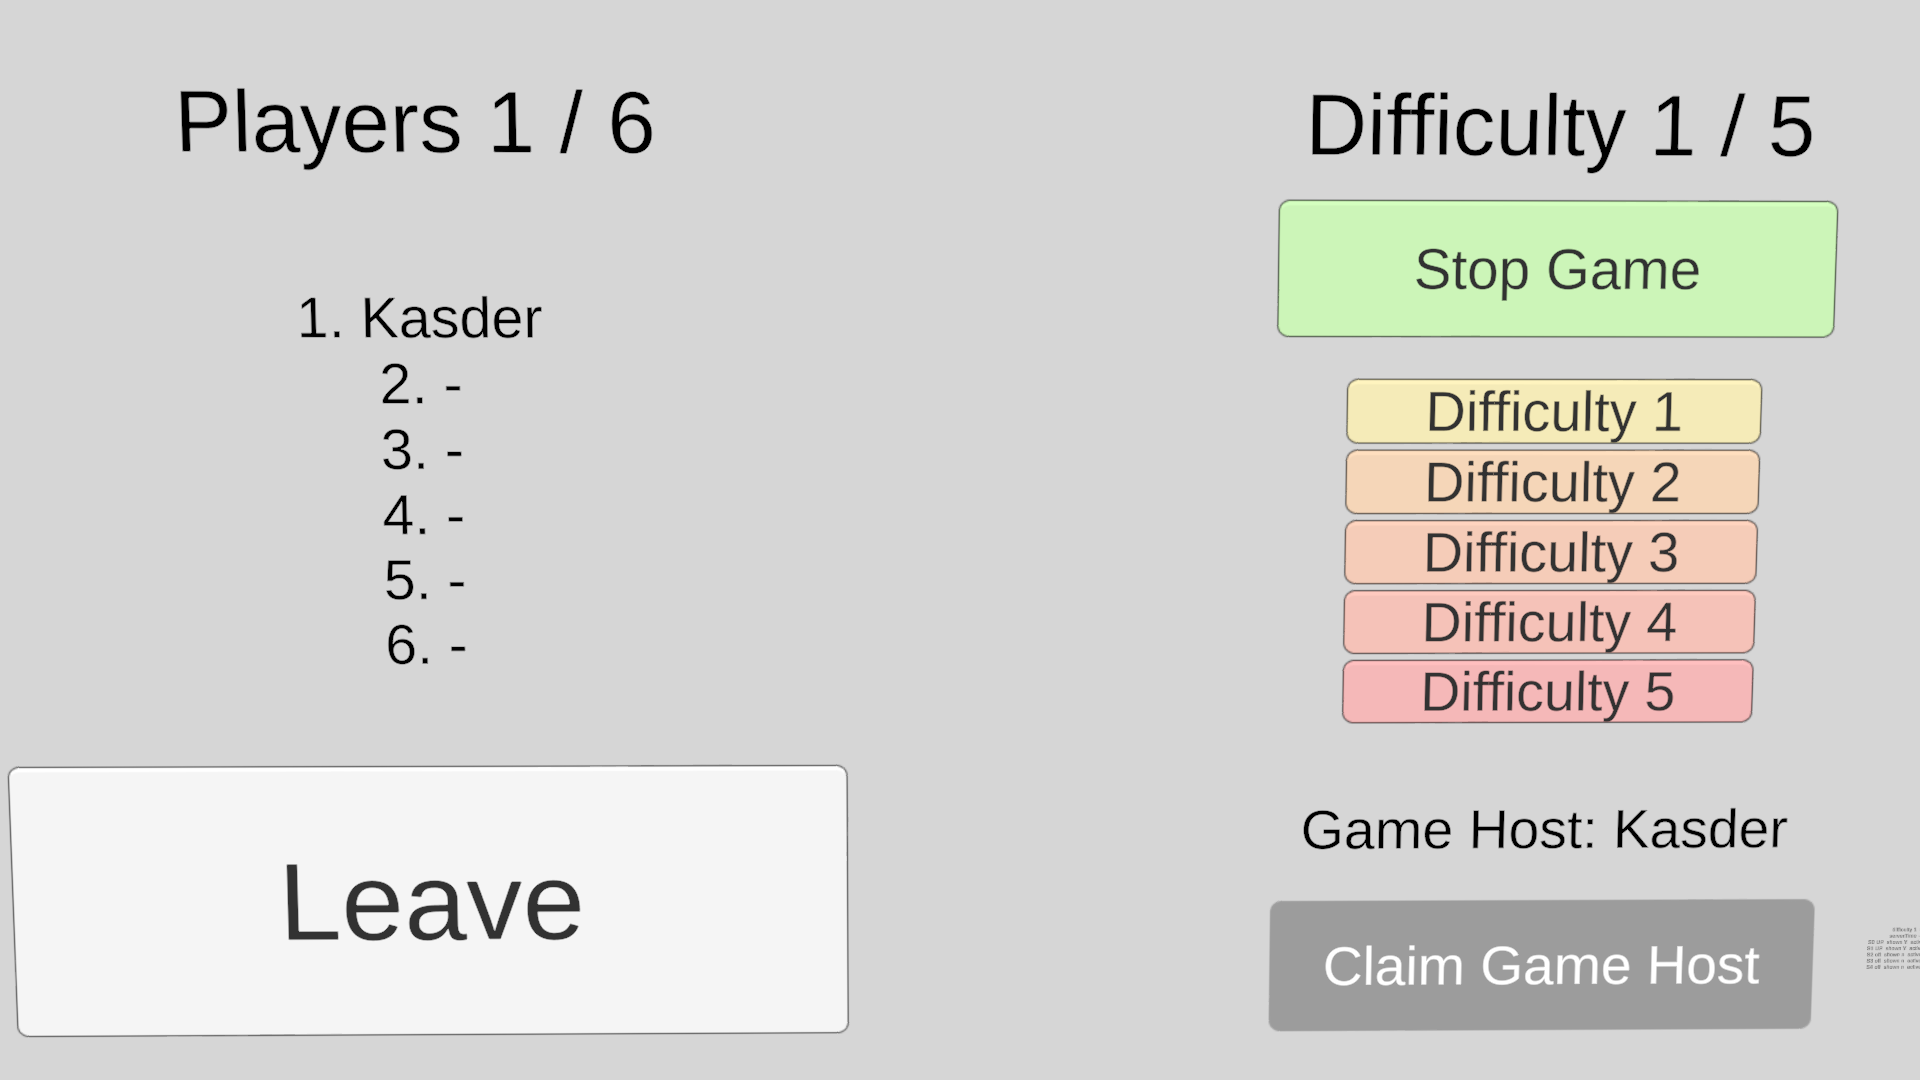 Players 1 / 6
1. Kasder
2. -
3. -
4. -
5. -
6. -
Leave
Difficulty 1 / 5
Stop Game
Difficulty 1
Difficulty 2
Difficulty 3
Difficulty 4
Difficulty 5
Game Host: Kasder
Claim Game Host